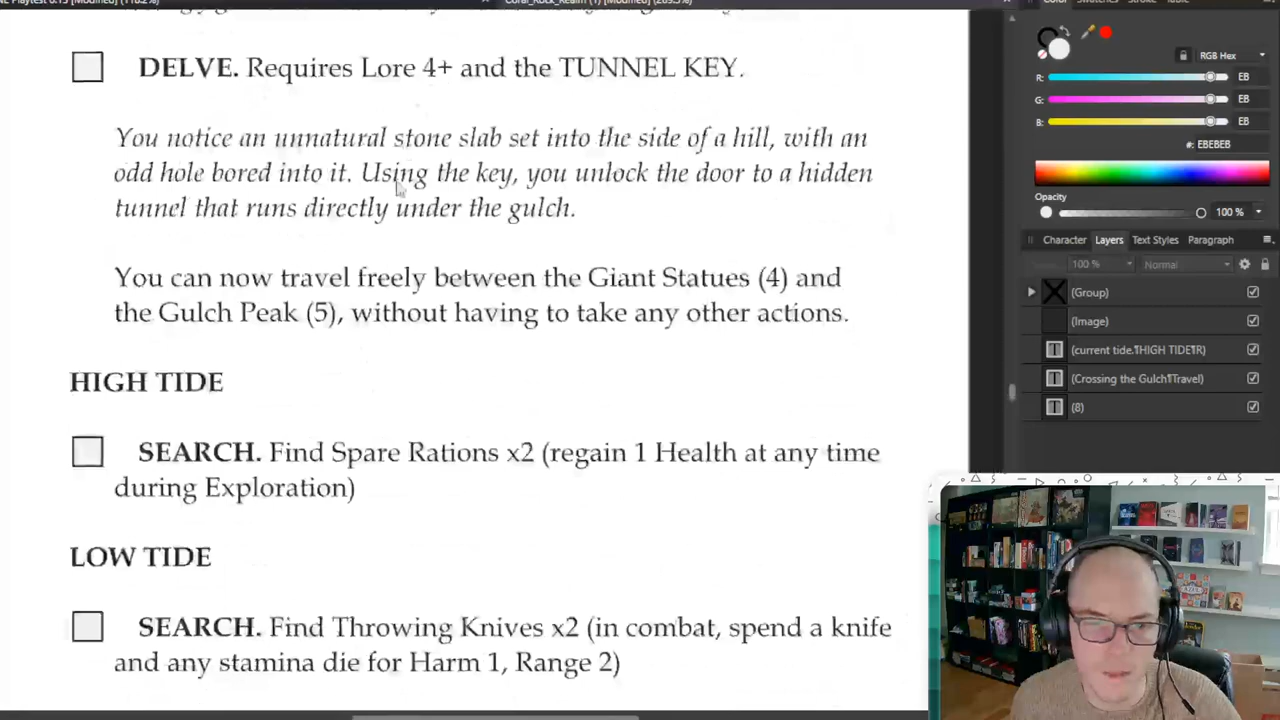 DELVE. Requires Lore 4+ and the TUNNEL KEY.
You notice an unnatural stone slab set into the side of a hill, with an
odd hole bored into it. Using the key, you unlock the door to a hidden
tunnel that runs directly under the gulch.
You can now travel freely between the Giant Statues (4) and
the Gulch Peak (5), without having to take any other actions.
HIGH TIDE
SEARCH. Find Spare Rations x2 (regain 1 Health at any time
during Exploration)
LOW TIDE
SEARCH. Find Throwing Knives x2 (in combat, spend a knife
and any stamina die for Harm 1, Range 2)
RGB Hex
R: EB
G: EB
B: EB
#: EBEBEB
Opacity
100 %
Character Layers Text Styles Paragraph
100 % Normal
(Group)
(Image)
(current tide.¶HIGH TIDE¶R)
(Crossing the Gulch¶Travel)
(8)